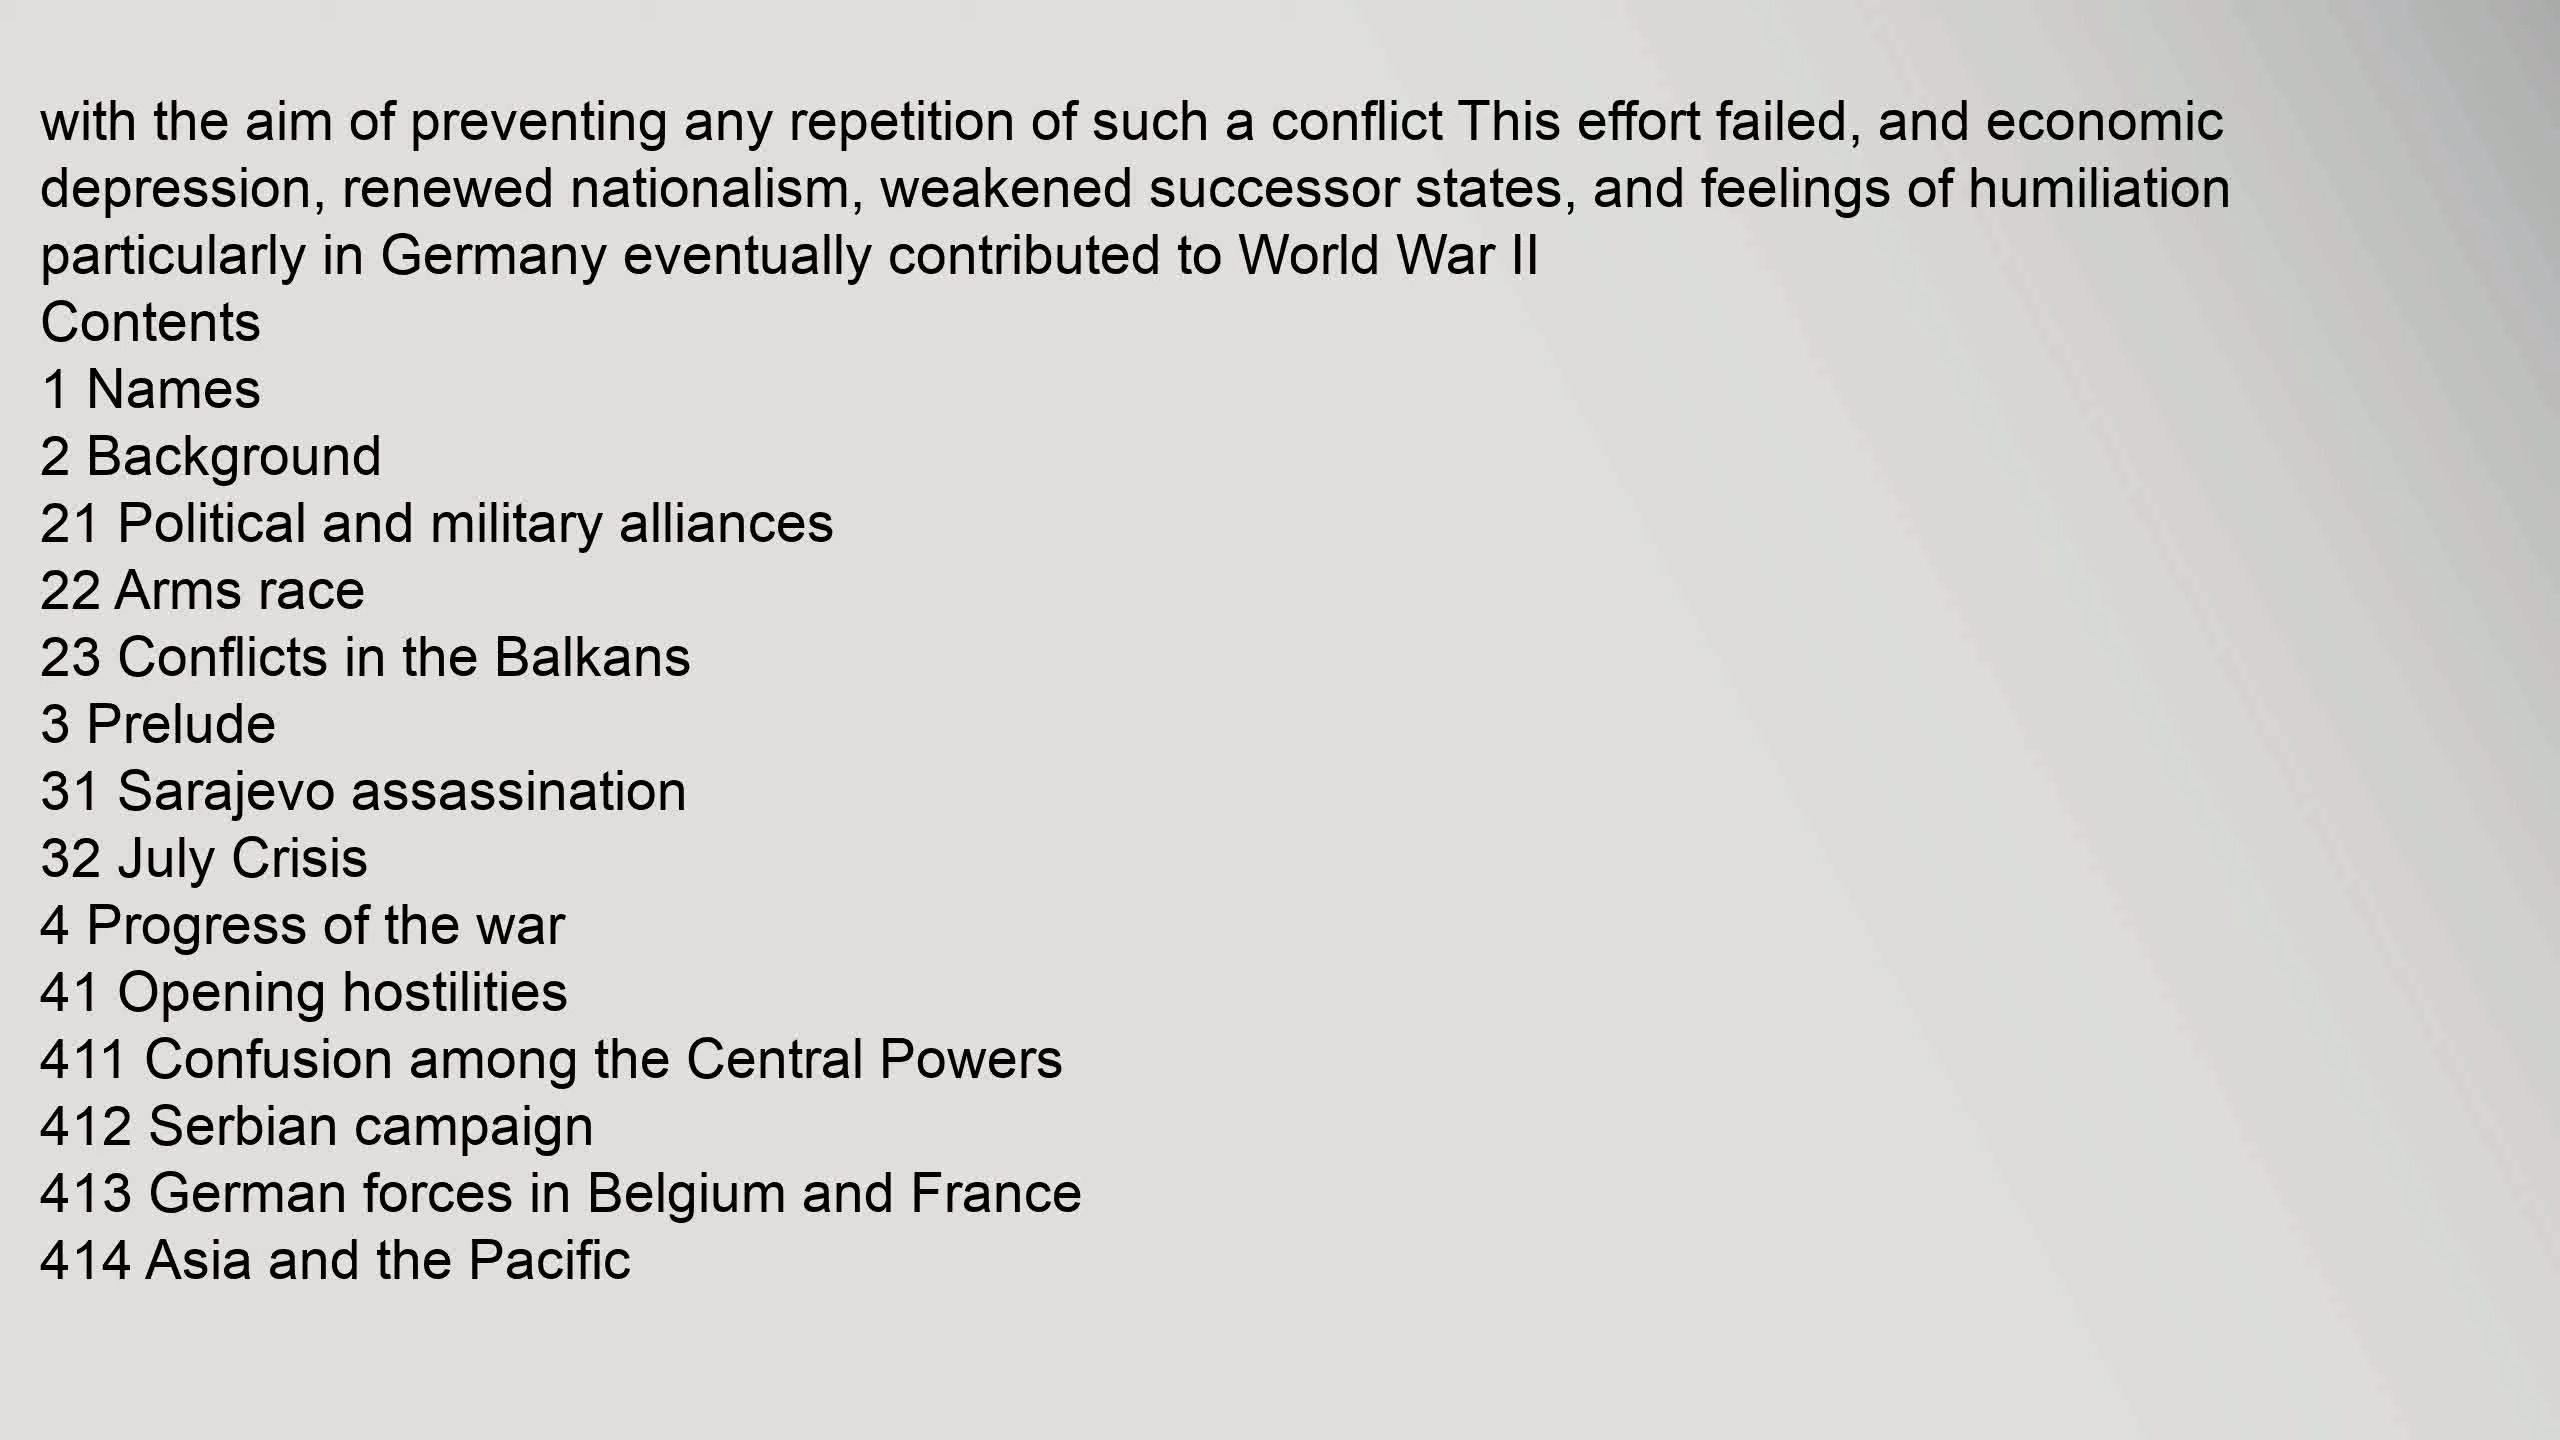 with the aim of preventing any repetition of such a conflict This effort failed, and economic
depression, renewed nationalism, weakened successor states, and feelings of humiliation
particularly in Germany eventually contributed to World War II
Contents
1 Names
2 Background
21 Political and military alliances
22 Arms race
23 Conflicts in the Balkans
3 Prelude
31 Sarajevo assassination
32 July Crisis
4 Progress of the war
41 Opening hostilities
411 Confusion among the Central Powers
412 Serbian campaign
413 German forces in Belgium and France
414 Asia and the Pacific